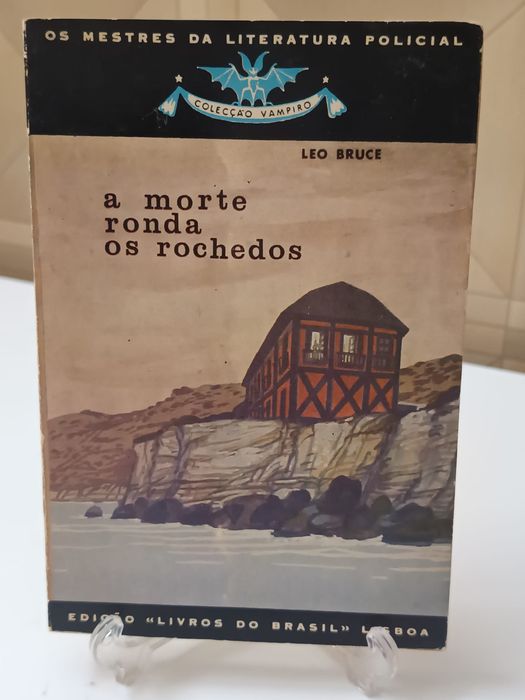 OS MESTRES DA LITERATURA POLICIAL
COLECÇÃO VAMPIRO
LEO BRUCE
a morte
ronda
os rochedos
EDIÇÃO «LIVROS DO BRASIL» LISBOA